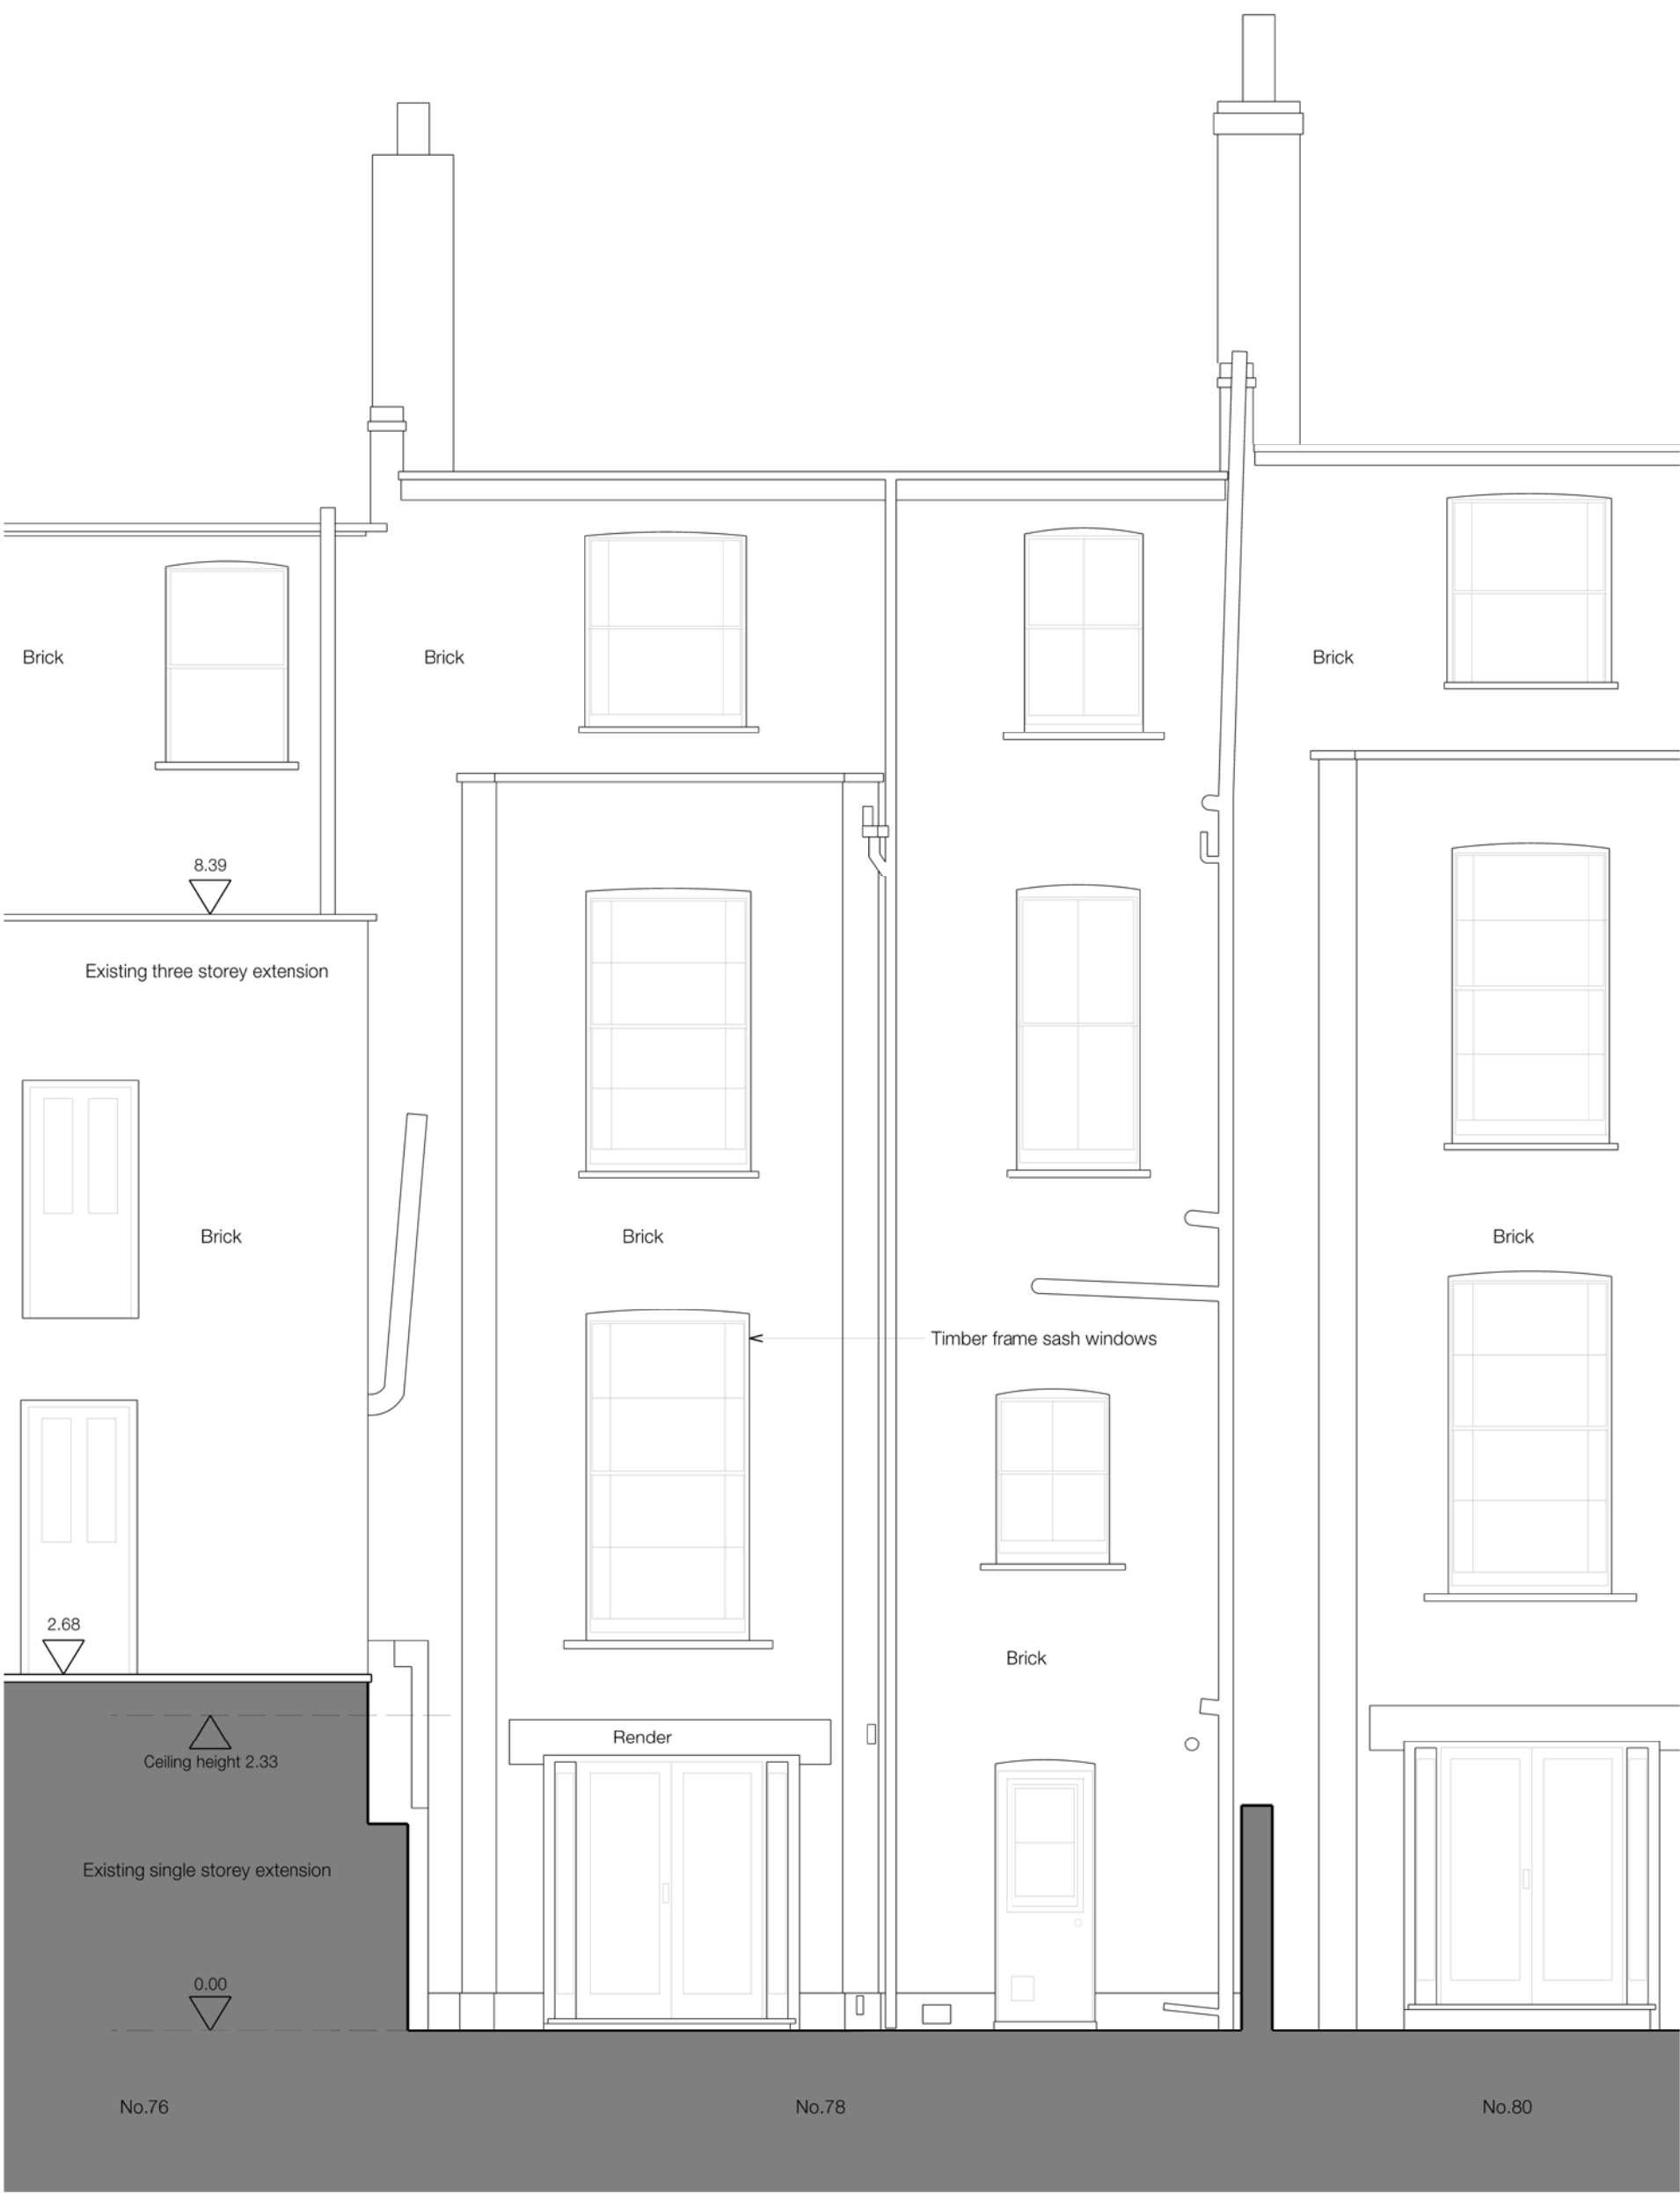 Brick
Brick
Brick
8.39
Existing three storey extension
Brick
Brick
Brick
Timber frame sash windows
2.68
Brick
Render
Ceiling height 2.33
Existing single storey extension
0.00
No.76
No.78
No.80